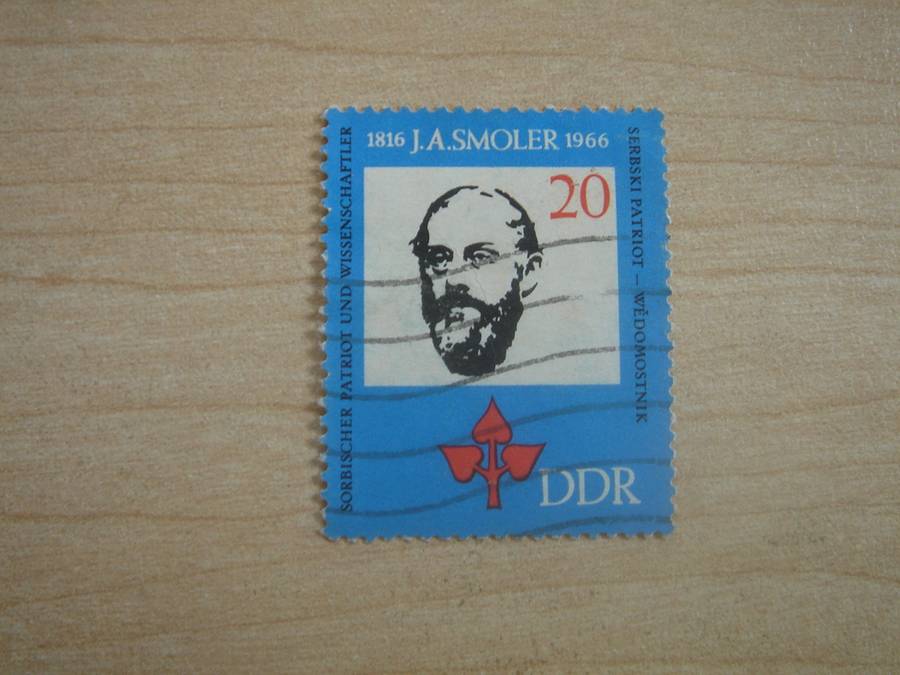 1816 J.A.SMOLER 1966
20
SORBISCHER PATRIOT UND WISSENSCHAFTLER
SERBSKI PATRIOT — WĚDOMOSTNIK
DDR